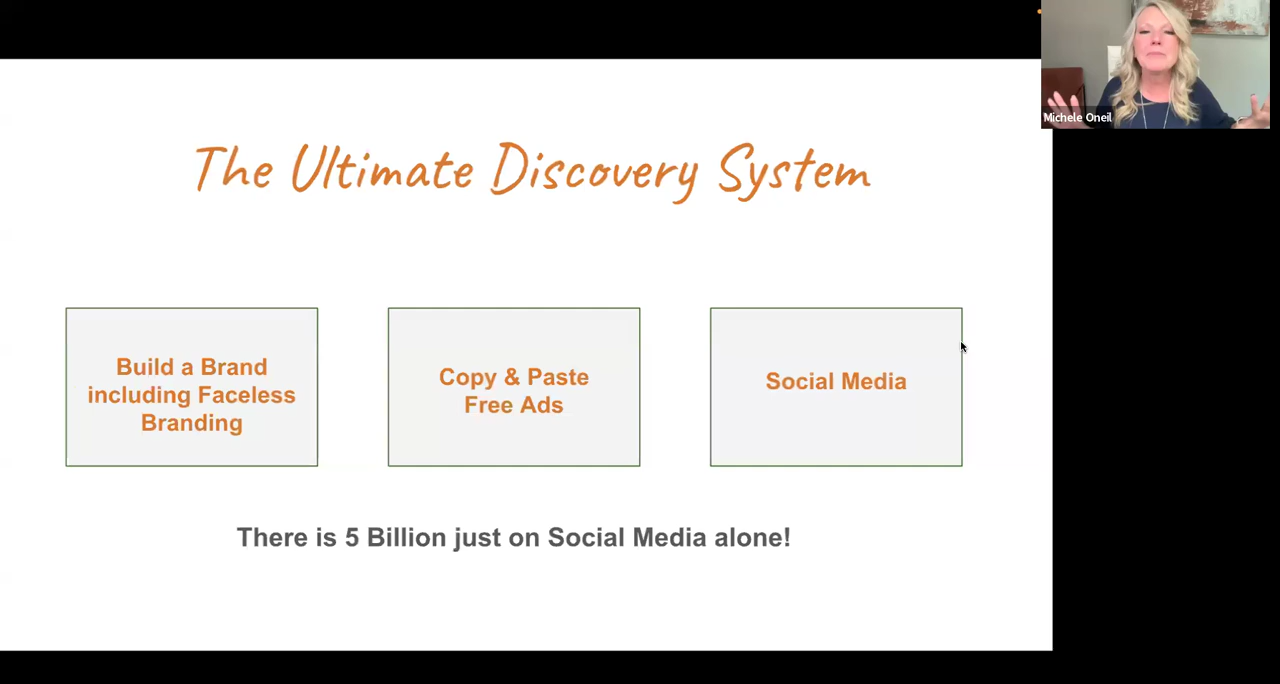 Michele Oneil
The Ultimate Discovery System
Build a Brand
including Faceless
Branding
Copy & Paste
Free Ads
Social Media
There is 5 Billion just on Social Media alone!